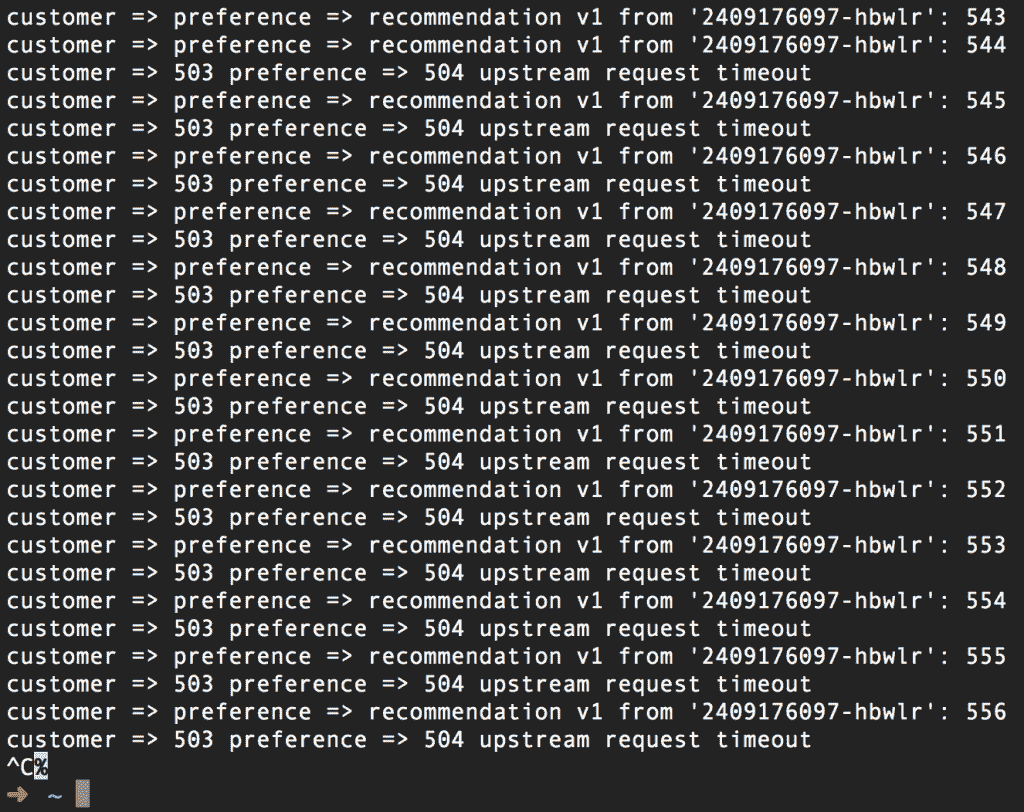 customer => preference => recommendation v1 from '2409176097-hbwlr': 543
customer => preference => recommendation v1 from '2409176097-hbwlr': 544
customer => 503 preference => 504 upstream request timeout
customer => preference => recommendation v1 from '2409176097-hbwlr': 545
customer => 503 preference => 504 upstream request timeout
customer => preference => recommendation v1 from '2409176097-hbwlr': 546
customer => 503 preference => 504 upstream request timeout
customer => preference => recommendation v1 from '2409176097-hbwlr': 547
customer => 503 preference => 504 upstream request timeout
customer => preference => recommendation v1 from '2409176097-hbwlr': 548
customer => 503 preference => 504 upstream request timeout
customer => preference => recommendation v1 from '2409176097-hbwlr': 549
customer => 503 preference => 504 upstream request timeout
customer => preference => recommendation v1 from '2409176097-hbwlr': 550
customer => 503 preference => 504 upstream request timeout
customer => preference => recommendation v1 from '2409176097-hbwlr': 551
customer => 503 preference => 504 upstream request timeout
customer => preference => recommendation v1 from '2409176097-hbwlr': 552
customer => 503 preference => 504 upstream request timeout
customer => preference => recommendation v1 from '2409176097-hbwlr': 553
customer => 503 preference => 504 upstream request timeout
customer => preference => recommendation v1 from '2409176097-hbwlr': 554
customer => 503 preference => 504 upstream request timeout
customer => preference => recommendation v1 from '2409176097-hbwlr': 555
customer => 503 preference => 504 upstream request timeout
customer => preference => recommendation v1 from '2409176097-hbwlr': 556
customer => 503 preference => 504 upstream request timeout
^C%
➜ ~